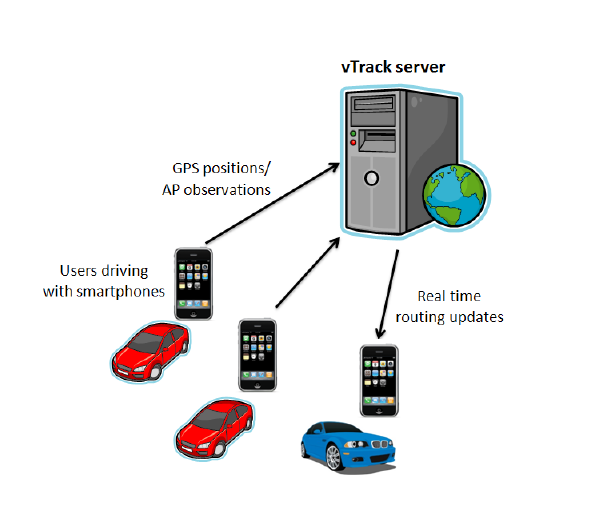 vTrack server
GPS positions/
AP observations
Users driving
with smartphones
Real time
routing updates